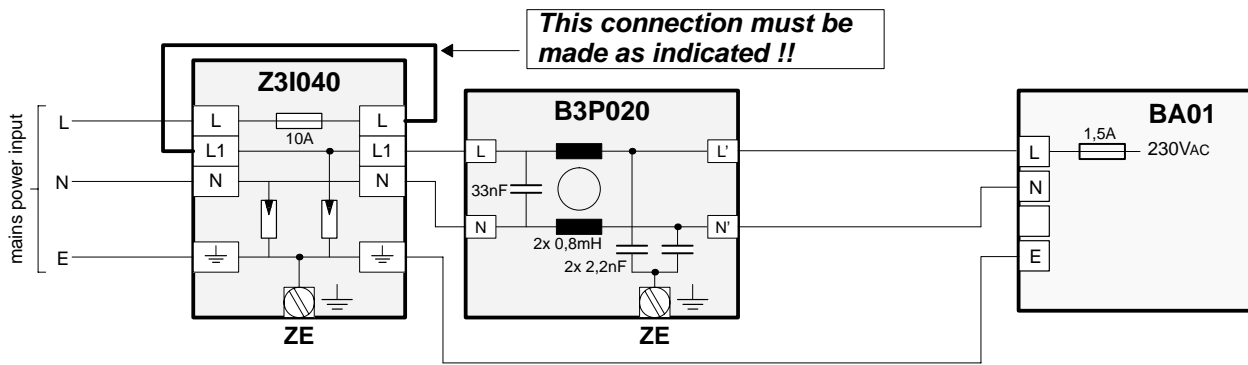 This connection must be
made as indicated !!
mains power input
L
N
E
Z3I040
L
10A
L
L1
L1
N
N
ZE
B3P020
L
L'
33nF
N
N'
2x 0,8mH
2x 2,2nF
ZE
BA01
L
1,5A
230VAC
N
E